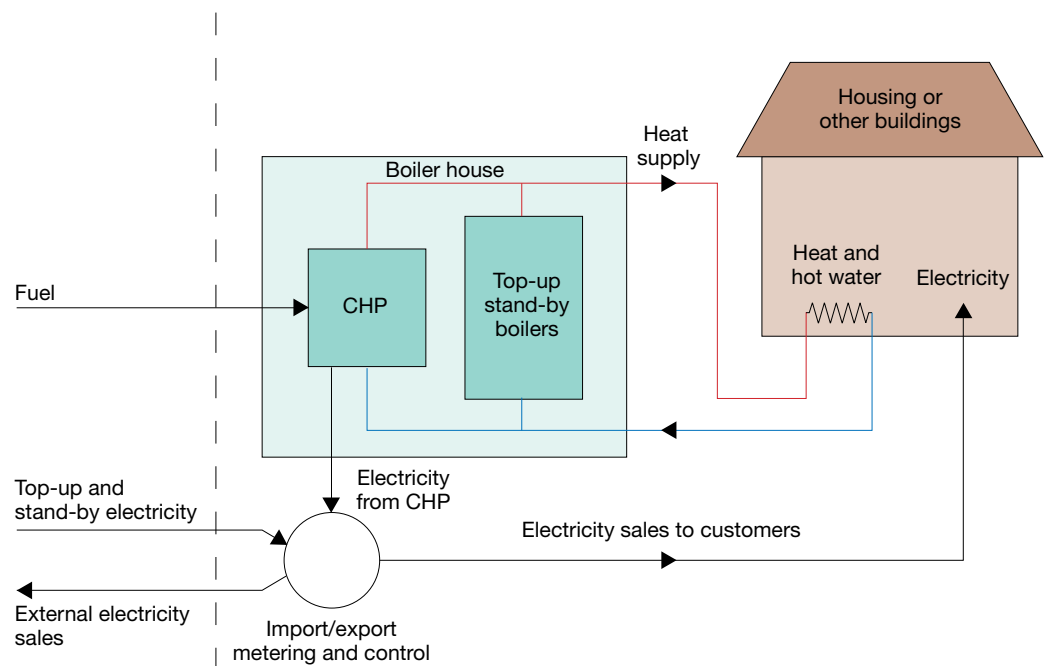 Housing or
other buildings
Heat
supply
Boiler house
Heat and
hot water
Electricity
Fuel
CHP
Top-up
stand-by
boilers
Electricity
from CHP
Top-up and
stand-by electricity
Electricity sales to customers
External electricity
sales
Import/export
metering and control